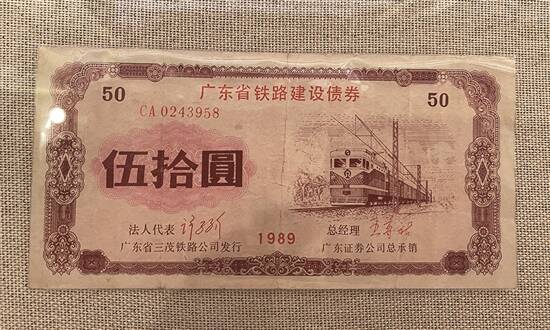 广东省铁路建设债券
50
50
CA 0243958
伍拾圓
法人代表
总经理
广东省三茂铁路公司发行
1989
广东证券公司总承销